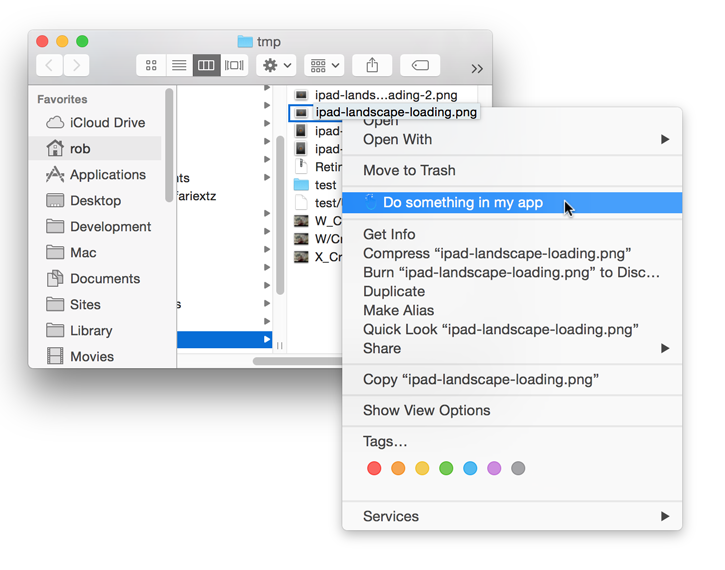 tmp
Favorites
iCloud Drive
rob
Applications
Desktop
Development
Mac
Documents
Sites
Library
Movies
nts
fariextz
s
ipad-lands…ading-2.png
ipad-landscape-loading.png
ipad-
ipad-
Retin
test
test/
W_C
W/Cr
X_Cr
Open
Open With
Move to Trash
Do something in my app
Get Info
Compress “ipad-landscape-loading.png”
Burn “ipad-landscape-loading.png” to Disc…
Duplicate
Make Alias
Quick Look “ipad-landscape-loading.png”
Share
Copy “ipad-landscape-loading.png”
Show View Options
Tags…
Services